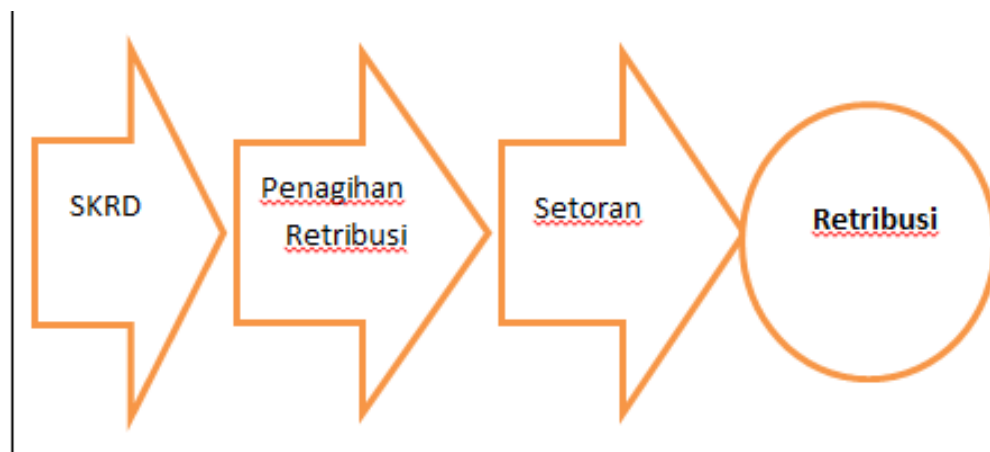 SKRD
Penagihan
Retribusi
Setoran
Retribusi